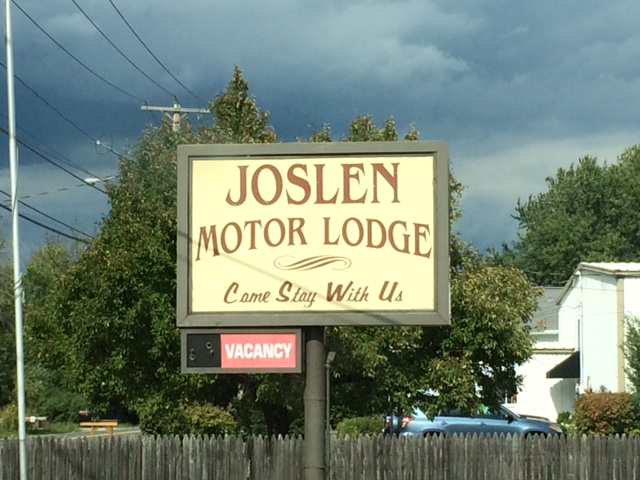 JOSLEN
MOTOR LODGE
Come Stay With Us
VACANCY